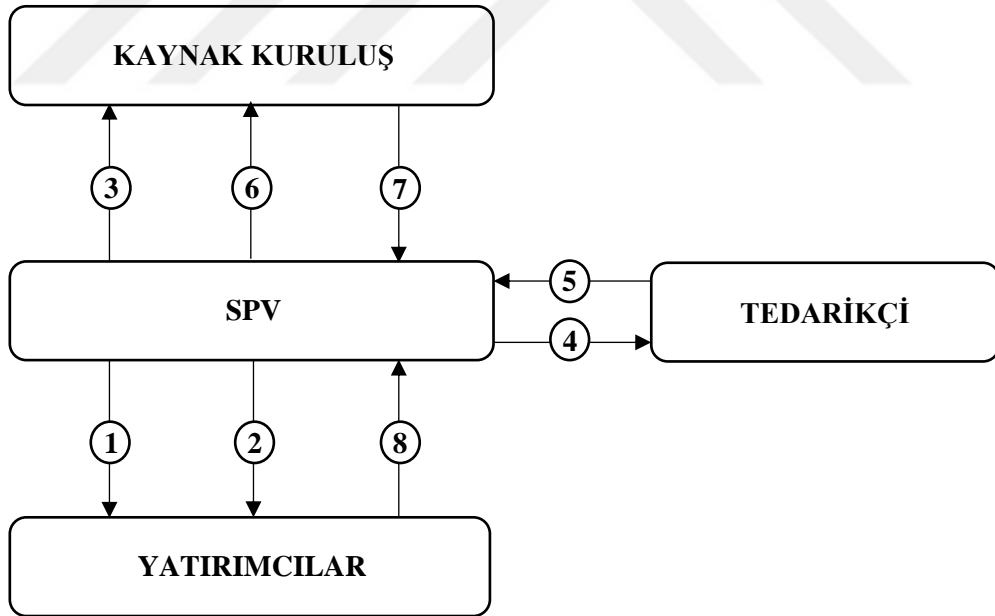 KAYNAK KURULUŞ
3 6 7
SPV
5
4
TEDARİKÇİ
1 2 8
YATIRIMCILAR